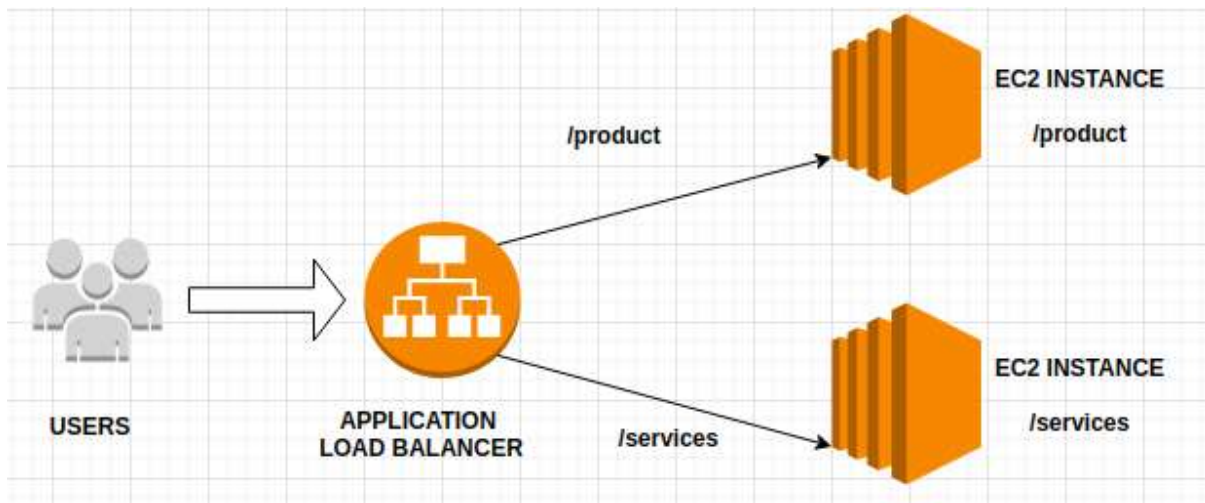 EC2 INSTANCE
/product
/product
USERS
APPLICATION
LOAD BALANCER
/services
EC2 INSTANCE
/services